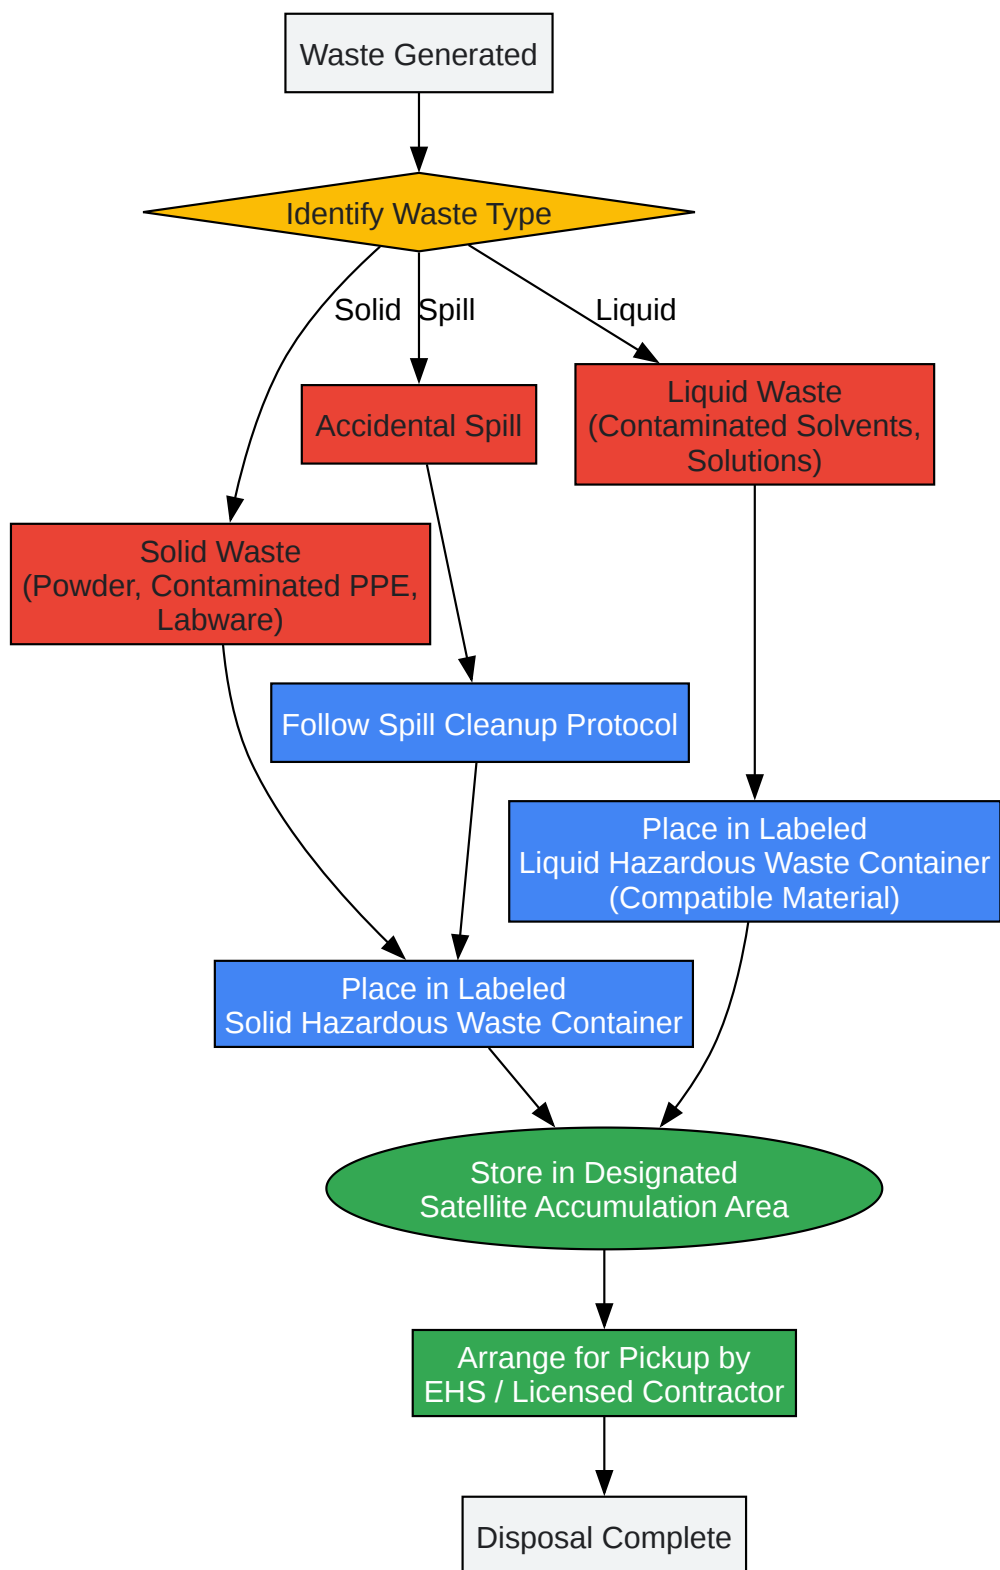 Waste Generated
Identify Waste Type
Solid
Spill
Liquid
Liquid Waste
(Contaminated Solvents,
Solutions)
Accidental Spill
Solid Waste
(Powder, Contaminated PPE,
Labware)
Follow Spill Cleanup Protocol
Place in Labeled
Liquid Hazardous Waste Container
(Compatible Material)
Place in Labeled
Solid Hazardous Waste Container
Store in Designated
Satellite Accumulation Area
Arrange for Pickup by
EHS / Licensed Contractor
Disposal Complete